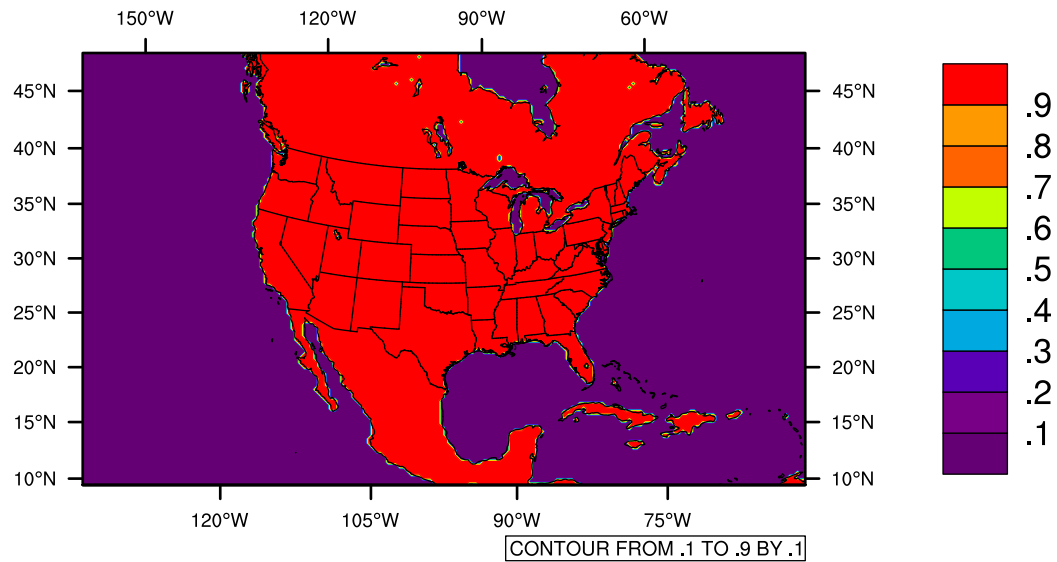 150°W 120°W 90°W 60°W
45°N 45°N
40°N 40°N
35°N 35°N
30°N 30°N
25°N 25°N
20°N 20°N
15°N 15°N
10°N 10°N
120°W 105°W 90°W 75°W
CONTOUR FROM .1 TO .9 BY .1
.9
.8
.7
.6
.5
.4
.3
.2
.1